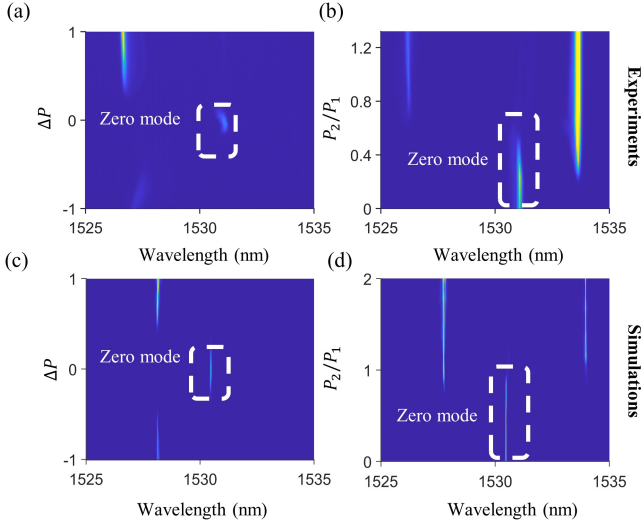 (a)
1
0
-1
ΔP
Zero mode
1525
1530
1535
Wavelength (nm)
(b)
1.2
0.8
0.4
0
P₂/P₁
Zero mode
1525
1530
1535
Wavelength (nm)
Experiments
(c)
1
0
-1
ΔP
Zero mode
1525
1530
1535
Wavelength (nm)
(d)
2
1
0
P₂/P₁
Zero mode
1525
1530
1535
Wavelength (nm)
Simulations